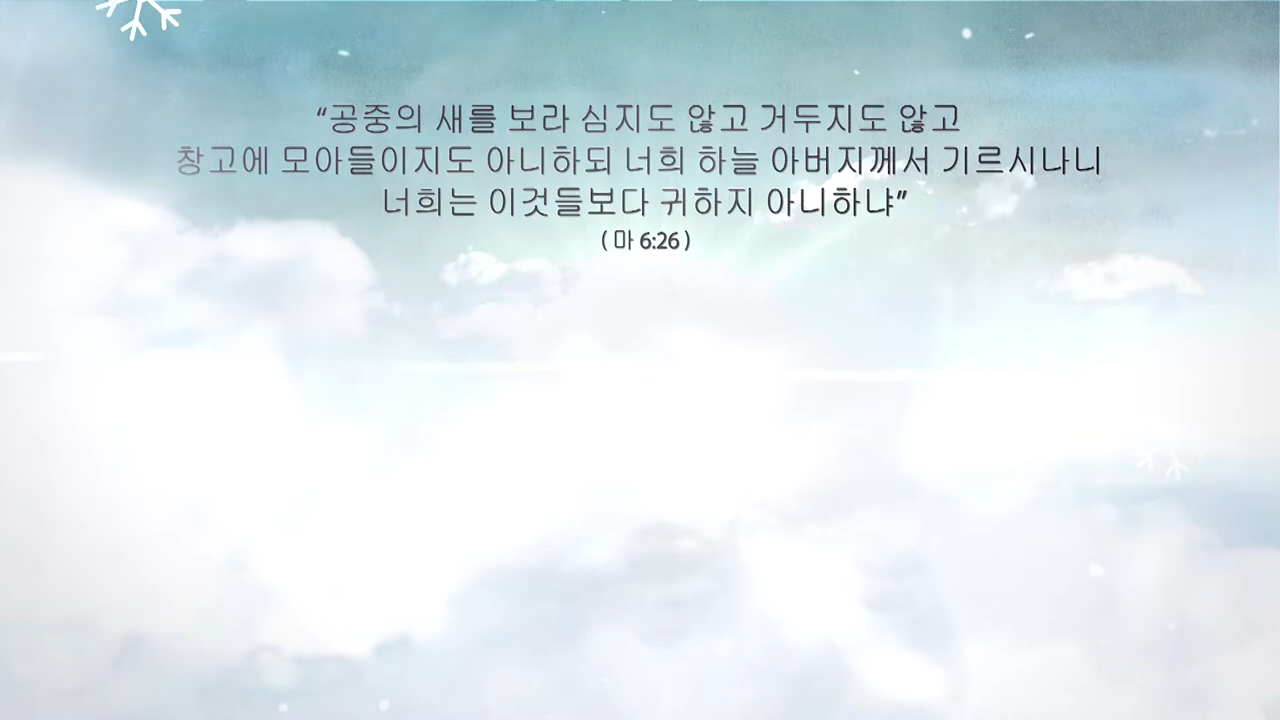 “공중의 새를 보라 심지도 않고 거두지도 않고
창고에 모아들이지도 아니하되 너희 하늘 아버지께서 기르시나니
너희는 이것들보다 귀하지 아니하냐”
( 마 6:26 )